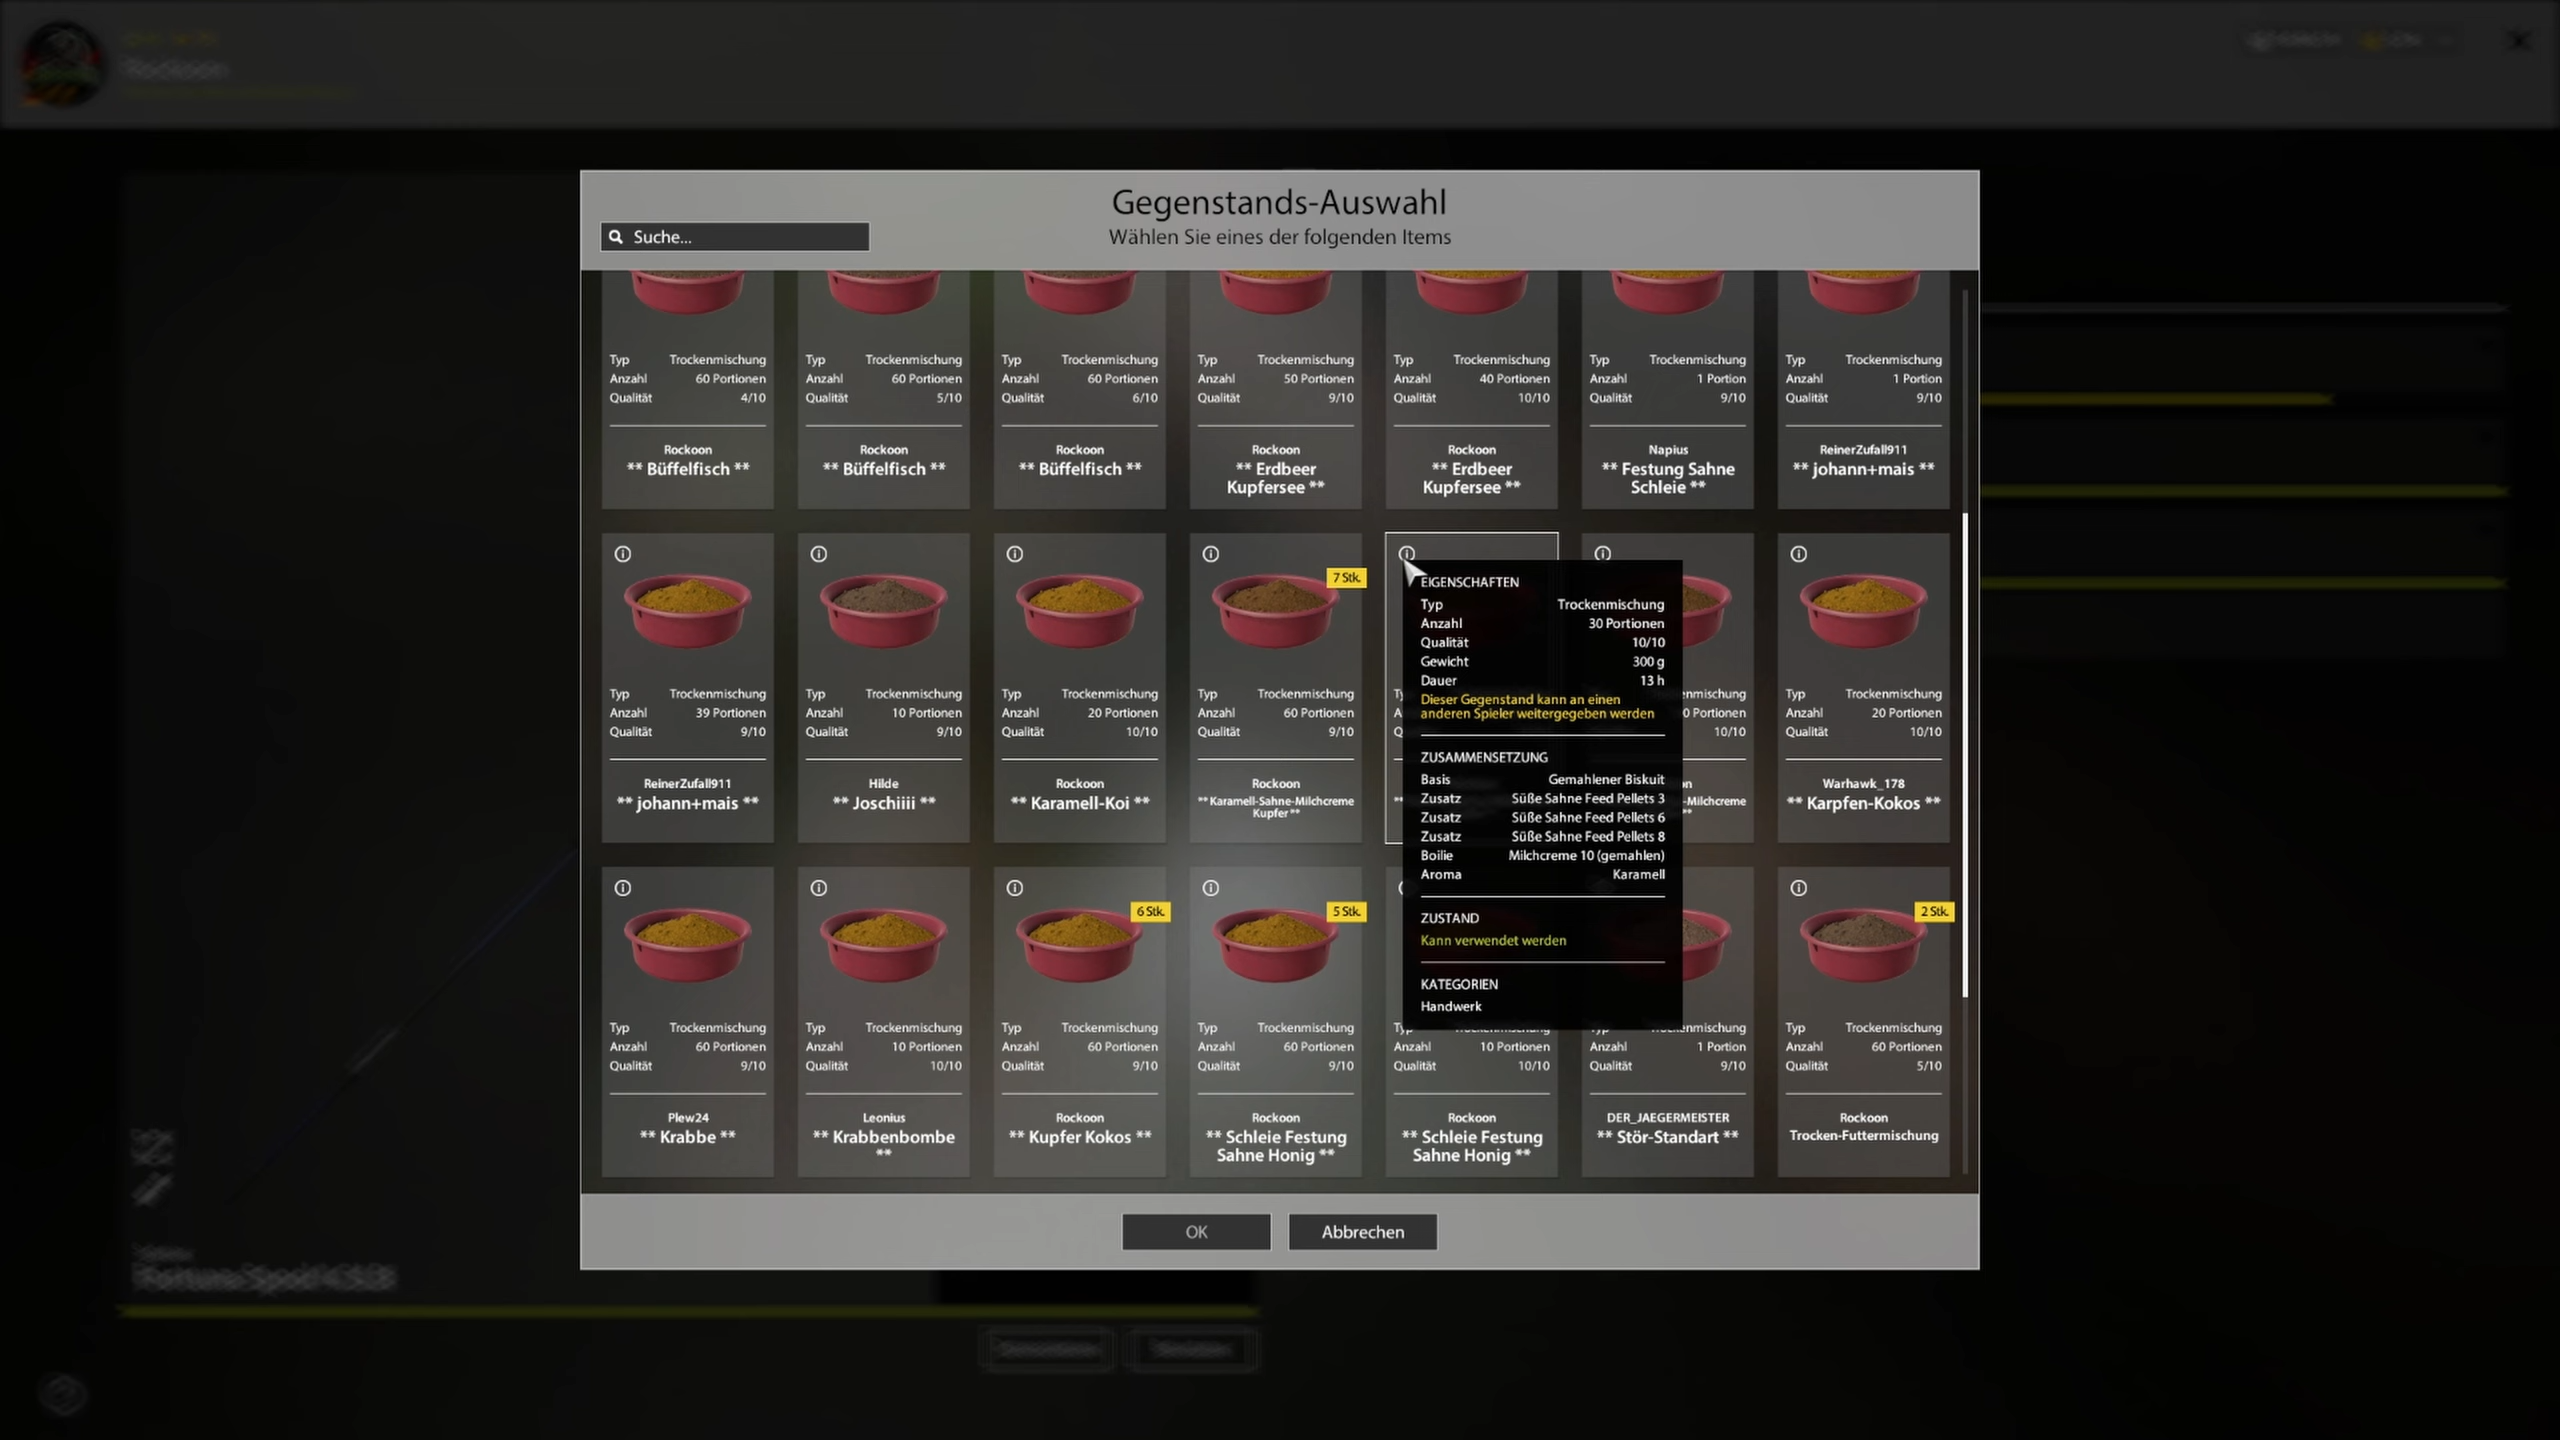 Gegenstands-Auswahl
Suche...
Wählen Sie eines der folgenden Items
Typ Trockenmischung
Anzahl 60 Portionen
Qualität 4/10
Rockoon
** Büffelfisch **
Typ Trockenmischung
Anzahl 60 Portionen
Qualität 5/10
Rockoon
** Büffelfisch **
Typ Trockenmischung
Anzahl 60 Portionen
Qualität 6/10
Rockoon
** Büffelfisch **
Typ Trockenmischung
Anzahl 50 Portionen
Qualität 9/10
Rockoon
** Erdbeer
Kupfersee **
Typ Trockenmischung
Anzahl 40 Portionen
Qualität 10/10
Rockoon
** Erdbeer
Kupfersee **
Typ Trockenmischung
Anzahl 1 Portion
Qualität 9/10
Napius
** Festung Sahne
Schleie **
Typ Trockenmischung
Anzahl 1 Portion
Qualität 9/10
ReinerZufall911
** johann+mais **
Typ Trockenmischung
Anzahl 39 Portionen
Qualität 9/10
ReinerZufall911
** johann+mais **
Typ Trockenmischung
Anzahl 10 Portionen
Qualität 9/10
Hilde
** Joschiiii **
Typ Trockenmischung
Anzahl 20 Portionen
Qualität 10/10
Rockoon
** Karamell-Koi **
7 Stk.
Typ Trockenmischung
Anzahl 60 Portionen
Qualität 9/10
Rockoon
** Karamell-Sahne-Milchcreme
Kupfer **
EIGENSCHAFTEN
Typ Trockenmischung
Anzahl 30 Portionen
Qualität 10/10
Gewicht 300 g
Dauer 13 h
Dieser Gegenstand kann an einen
anderen Spieler weitergegeben werden
ZUSAMMENSETZUNG
Basis Gemahlener Biskuit
Zusatz Süße Sahne Feed Pellets 3
Zusatz Süße Sahne Feed Pellets 6
Zusatz Süße Sahne Feed Pellets 8
Boilie Milchcreme 10 (gemahlen)
Aroma Karamell
ZUSTAND
Kann verwendet werden
KATEGORIEN
Handwerk
10/10
-Milchcreme
**
Typ Trockenmischung
Anzahl 20 Portionen
Qualität 10/10
Warhawk_178
** Karpfen-Kokos **
Typ Trockenmischung
Anzahl 60 Portionen
Qualität 9/10
Plew24
** Krabbe **
Typ Trockenmischung
Anzahl 10 Portionen
Qualität 10/10
Leonius
** Krabbenbombe
**
6 Stk.
Typ Trockenmischung
Anzahl 60 Portionen
Qualität 9/10
Rockoon
** Kupfer Kokos **
5 Stk.
Typ Trockenmischung
Anzahl 60 Portionen
Qualität 9/10
Rockoon
** Schleie Festung
Sahne Honig **
Typ Trockenmischung
Anzahl 10 Portionen
Qualität 10/10
Rockoon
** Schleie Festung
Sahne Honig **
Typ Trockenmischung
Anzahl 1 Portion
Qualität 9/10
DER_JAEGERMEISTER
** Stör-Standart **
2 Stk.
Typ Trockenmischung
Anzahl 60 Portionen
Qualität 5/10
Rockoon
Trocken-Futtermischung
OK
Abbrechen